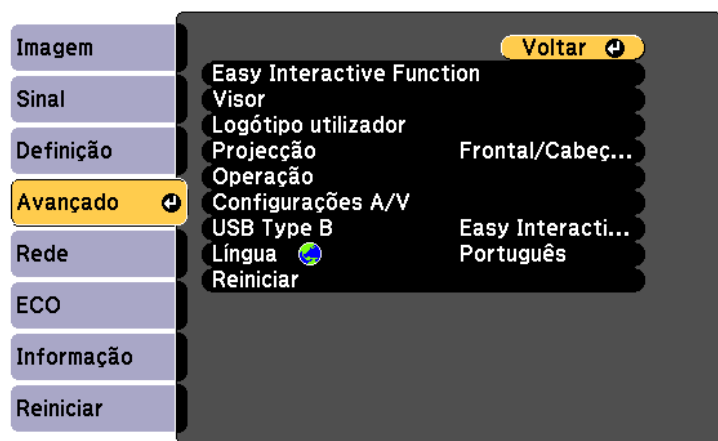 Imagem
Sinal
Definição
Avançado
Rede
ECO
Informação
Reiniciar
Voltar
Easy Interactive Function
Visor
Logótipo utilizador
Projecção Frontal/Cabeç...
Operação
Configurações A/V
USB Type B Easy Interacti...
Língua Português
Reiniciar